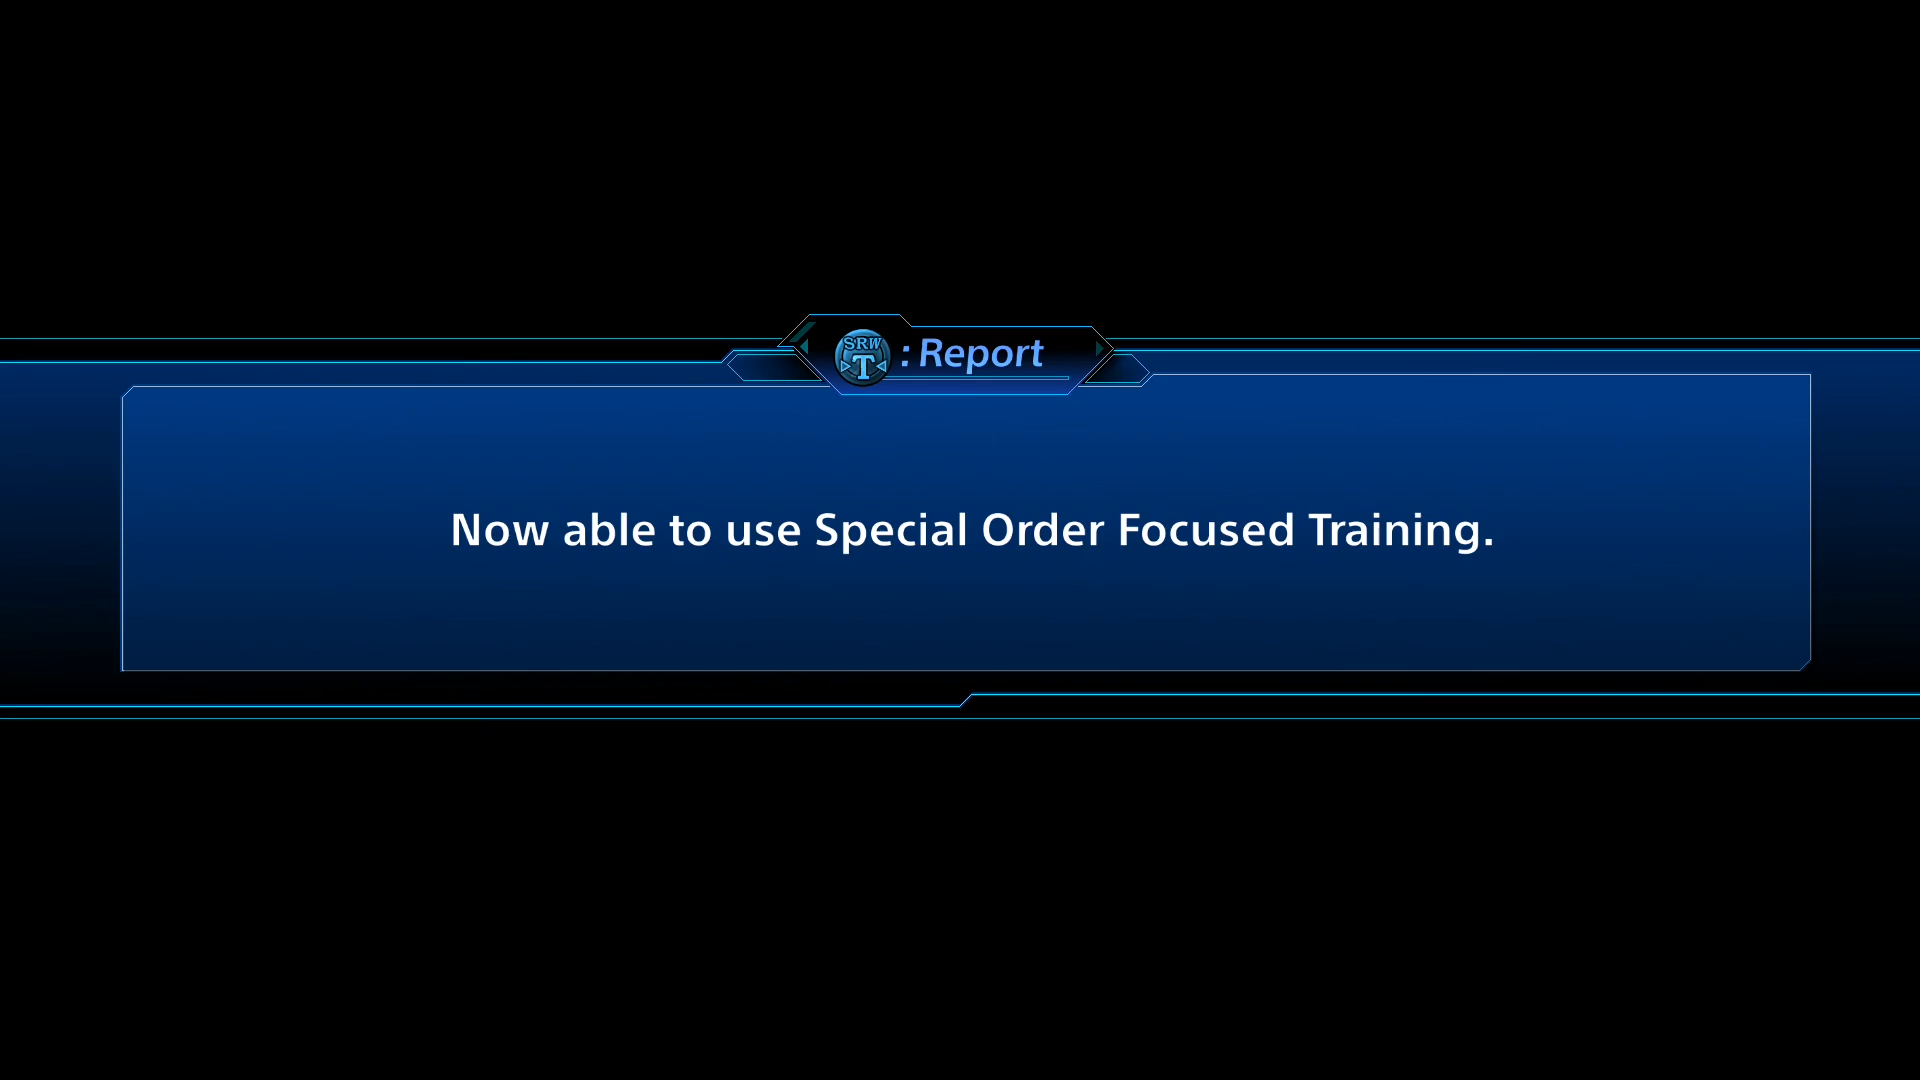 SRW
T
: Report
Now able to use Special Order Focused Training.